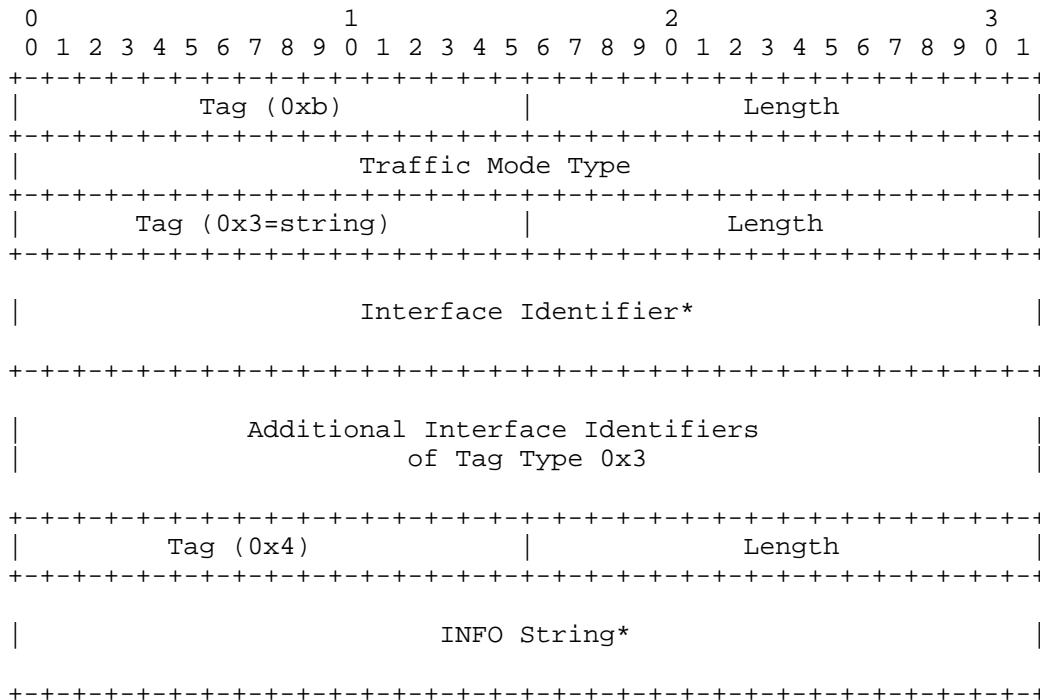 0                   1                   2                   3
 0 1 2 3 4 5 6 7 8 9 0 1 2 3 4 5 6 7 8 9 0 1 2 3 4 5 6 7 8 9 0 1
+-+-+-+-+-+-+-+-+-+-+-+-+-+-+-+-+-+-+-+-+-+-+-+-+-+-+-+-+-+-+-+-+
|           Tag (0xb)           |             Length            |
+-+-+-+-+-+-+-+-+-+-+-+-+-+-+-+-+-+-+-+-+-+-+-+-+-+-+-+-+-+-+-+-+
|                     Traffic Mode Type                         |
+-+-+-+-+-+-+-+-+-+-+-+-+-+-+-+-+-+-+-+-+-+-+-+-+-+-+-+-+-+-+-+-+
|       Tag (0x3=string)        |            Length             |
+-+-+-+-+-+-+-+-+-+-+-+-+-+-+-+-+-+-+-+-+-+-+-+-+-+-+-+-+-+-+-+-+
|                     Interface Identifier*                     |
+-+-+-+-+-+-+-+-+-+-+-+-+-+-+-+-+-+-+-+-+-+-+-+-+-+-+-+-+-+-+-+-+
|              Additional Interface Identifiers                 |
|                        of Tag Type 0x3                        |
+-+-+-+-+-+-+-+-+-+-+-+-+-+-+-+-+-+-+-+-+-+-+-+-+-+-+-+-+-+-+-+-+
|         Tag (0x4)             |             Length            |
+-+-+-+-+-+-+-+-+-+-+-+-+-+-+-+-+-+-+-+-+-+-+-+-+-+-+-+-+-+-+-+-+
|                          INFO String*                         |
+-+-+-+-+-+-+-+-+-+-+-+-+-+-+-+-+-+-+-+-+-+-+-+-+-+-+-+-+-+-+-+-+